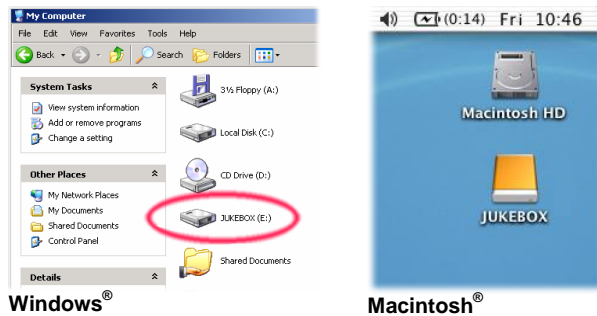 My Computer
File Edit View Favorites Tools Help
Back Search Folders
System Tasks
View system information
Add or remove programs
Change a setting
Other Places
My Network Places
My Documents
Shared Documents
Control Panel
Details
3½ Floppy (A:)
Local Disk (C:)
CD Drive (D:)
JUKEBOX (E:)
Shared Documents
Windows®
(0:14) Fri 10:46
Macintosh HD
JUKEBOX
Macintosh®